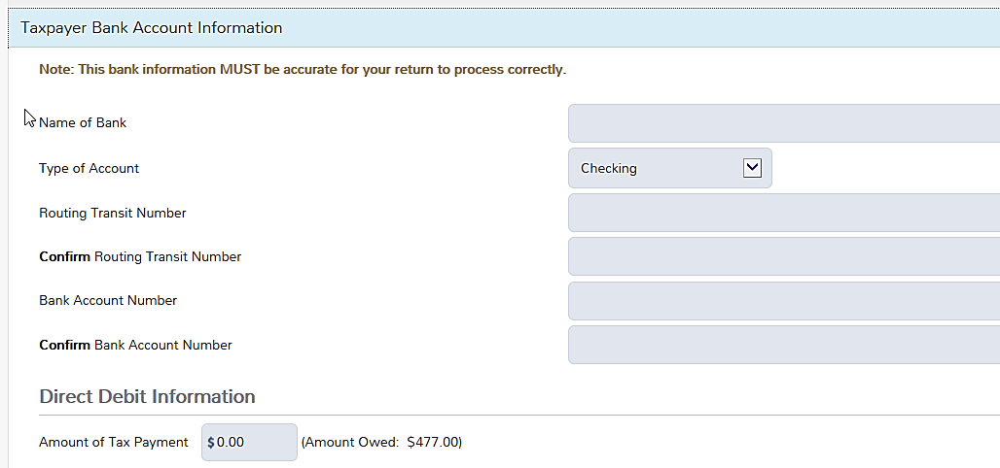 Taxpayer Bank Account Information
Note: This bank information MUST be accurate for your return to process correctly.
Name of Bank
Type of Account Checking
Routing Transit Number
Confirm Routing Transit Number
Bank Account Number
Confirm Bank Account Number
Direct Debit Information
Amount of Tax Payment $0.00 (Amount Owed: $477.00)